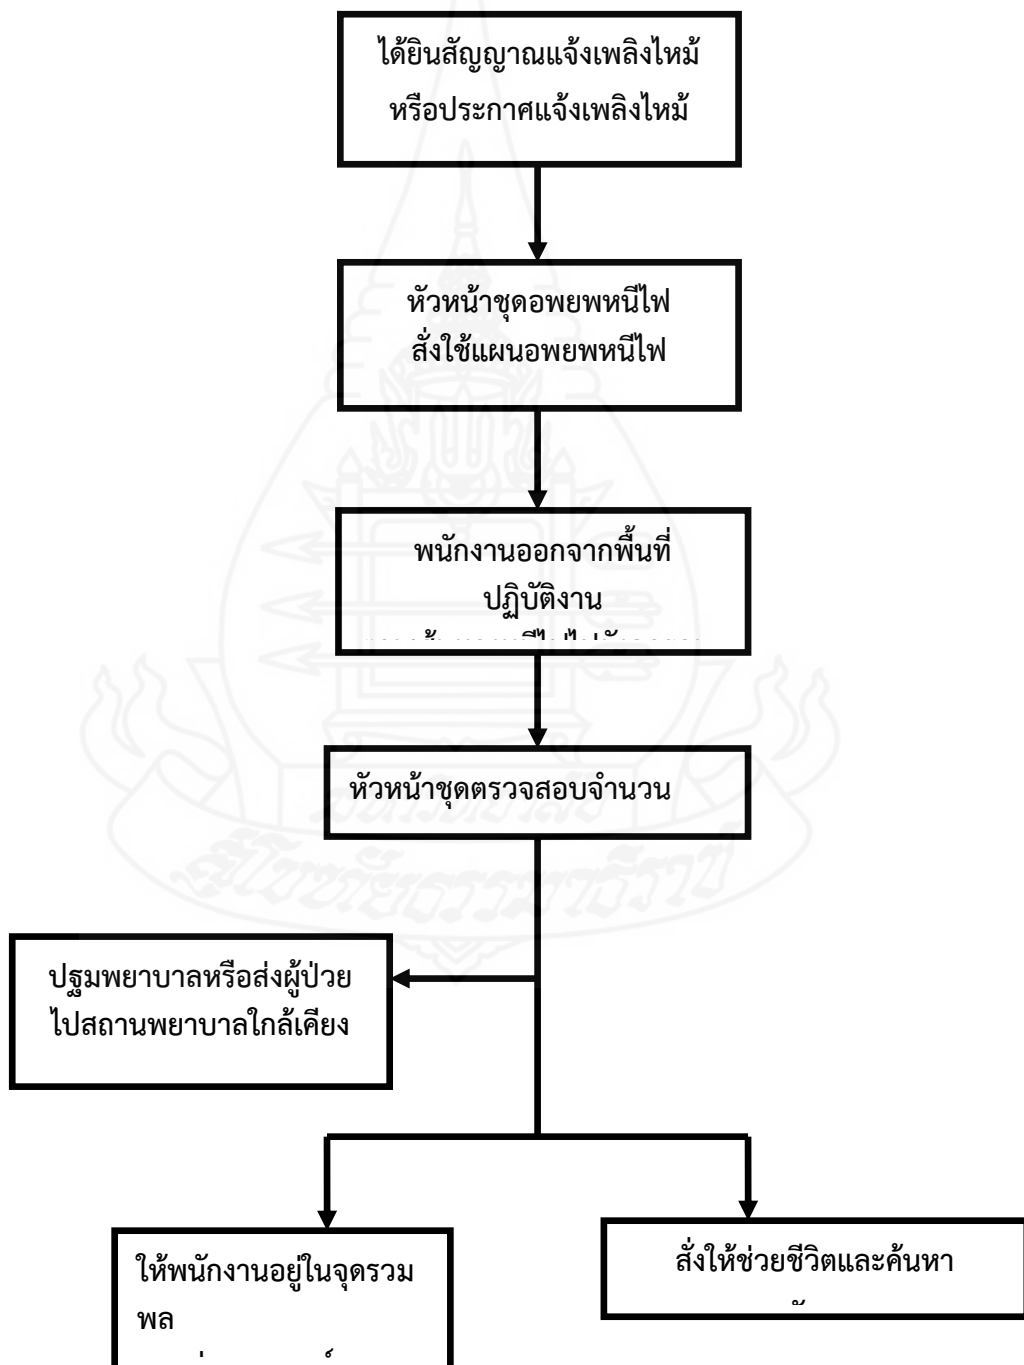 ได้ยินสัญญาณแจ้งเพลิงไหม้
หรือประกาศแจ้งเพลิงไหม้
หัวหน้าชุดอพยพหนีไฟ
สั่งใช้แผนอพยพหนีไฟ
พนักงานออกจากพื้นที่
ปฏิบัติงาน
หัวหน้าชุดตรวจสอบจำนวน
ปฐมพยาบาลหรือส่งผู้ป่วย
ไปสถานพยาบาลใกล้เคียง
ให้พนักงานอยู่ในจุดรวม
พล
สั่งให้ช่วยชีวิตและค้นหา